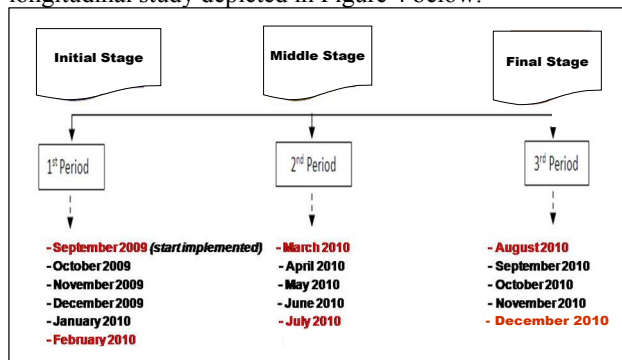 longitudinal study depicted in Figure 4 below.
Initial Stage
Middle Stage
Final Stage
1st Period
2nd Period
3rd Period
- September 2009 (start implemented)
- October 2009
- November 2009
- December 2009
- January 2010
- February 2010
- March 2010
- April 2010
- May 2010
- June 2010
- July 2010
- August 2010
- September 2010
- October 2010
- November 2010
- December 2010